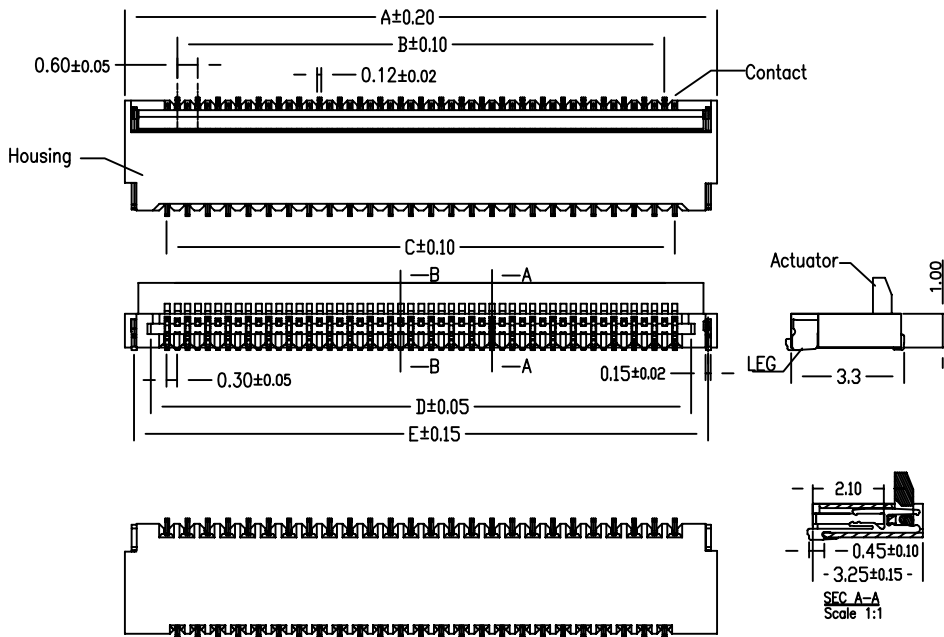 A±0.20
B±0.10
0.60±0.05
0.12±0.02
Contact
Housing
C±0.10
B
A
Actuator
1.00
B
A
LEG
0.30±0.05
0.15±0.02
3.3
D±0.05
E±0.15
2.10
0.45±0.10
3.25±0.15
SEC A-A
Scale 1:1